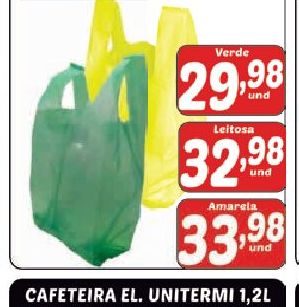 Verde
29,98
und
Leitosa
32,98
und
Amarela
33,98
und
CAFETEIRA EL. UNITERMI 1,2L